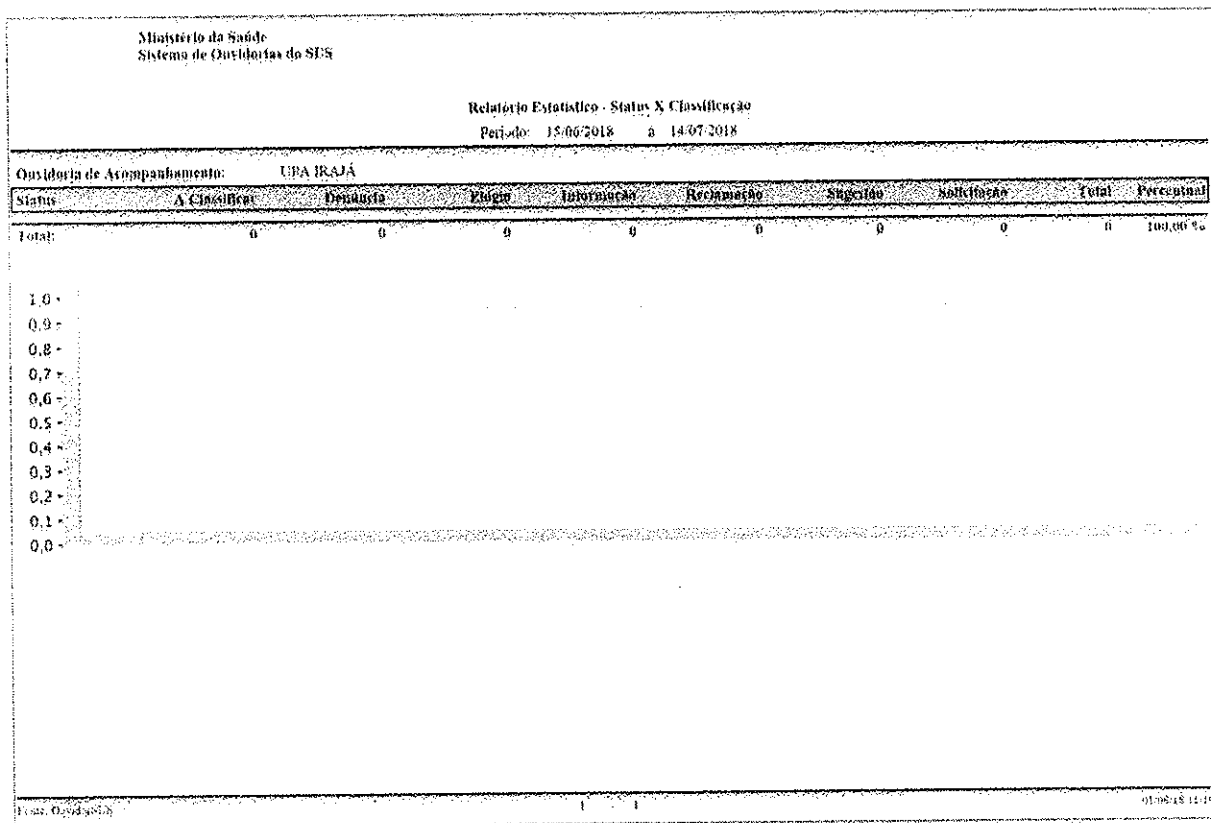 Ministério da Saúde
Sistema de Ouvidorias do SUS
Relatório Estatístico - Status X Classificação
Período: 15/06/2018 à 14/07/2018
Ouvidoria de Acompanhamento: UPA IRAJÁ
Status A Classificar Denúncia Elogio Informação Reclamação Sugestão Solicitação Total Percentual
Total: 0 0 0 0 0 0 0 0 100,00 %
1,0
0,9
0,8
0,7
0,6
0,5
0,4
0,3
0,2
0,1
0,0
1 1